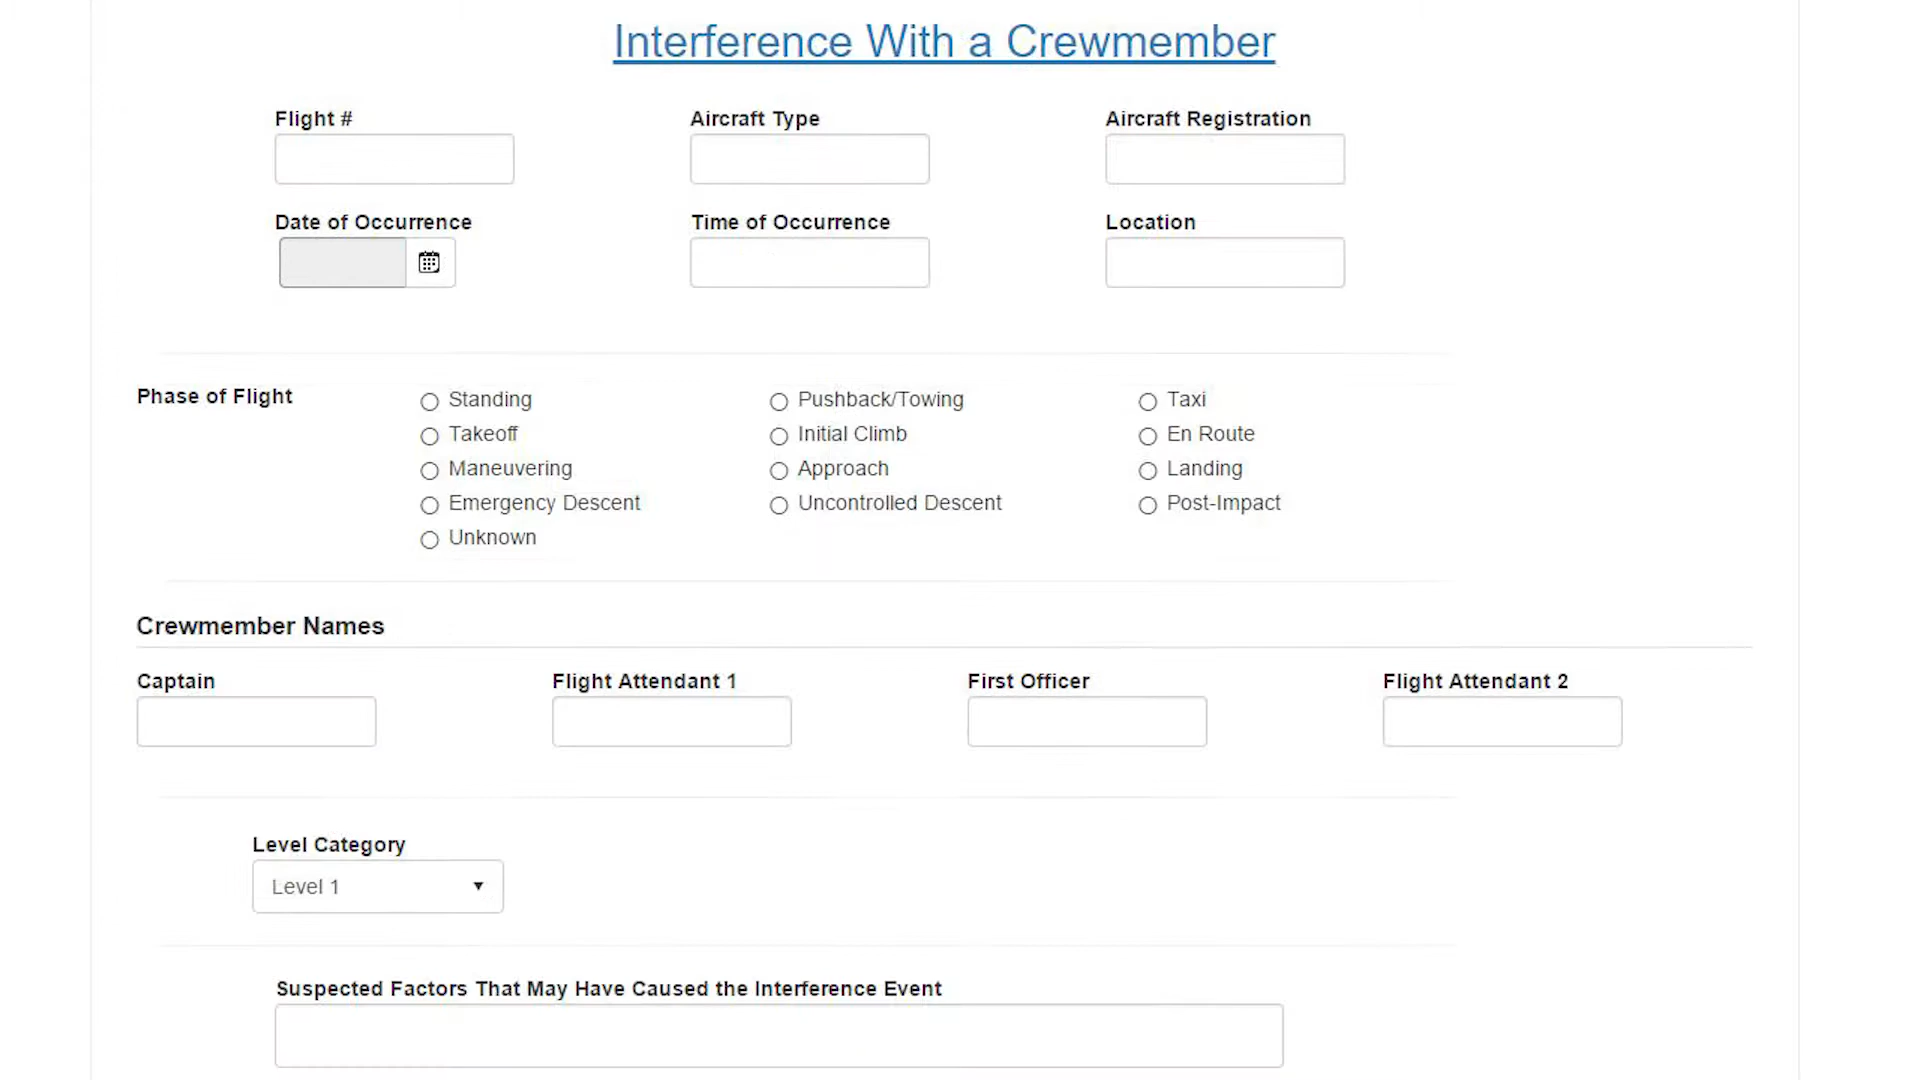 Interference With a Crewmember
Flight # Aircraft Type Aircraft Registration
Date of Occurrence Time of Occurrence Location
Phase of Flight Standing Pushback/Towing Taxi
Takeoff Initial Climb En Route
Maneuvering Approach Landing
Emergency Descent Uncontrolled Descent Post-Impact
Unknown
Crewmember Names
Captain Flight Attendant 1 First Officer Flight Attendant 2
Level Category
Level 1
Suspected Factors That May Have Caused the Interference Event